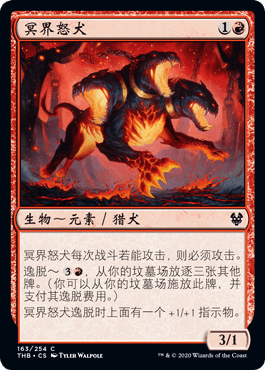 冥界怒犬 1
生物～元素／猎犬
冥界怒犬每次战斗若能攻击，则必须攻击。
逸脱～3，从你的坟墓场放逐三张其他
牌。（你可以从你的坟墓场施放此牌，并
支付其逸脱费用。）
冥界怒犬逸脱时上面有一个+1/+1指示物。
3/1
163/254 C
THB • CS TYLER WALPOLE
™ & © 2020 Wizards of the Coast